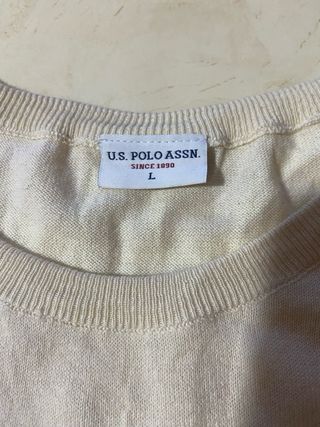 U.S. POLO ASSN.
SINCE 1890
L